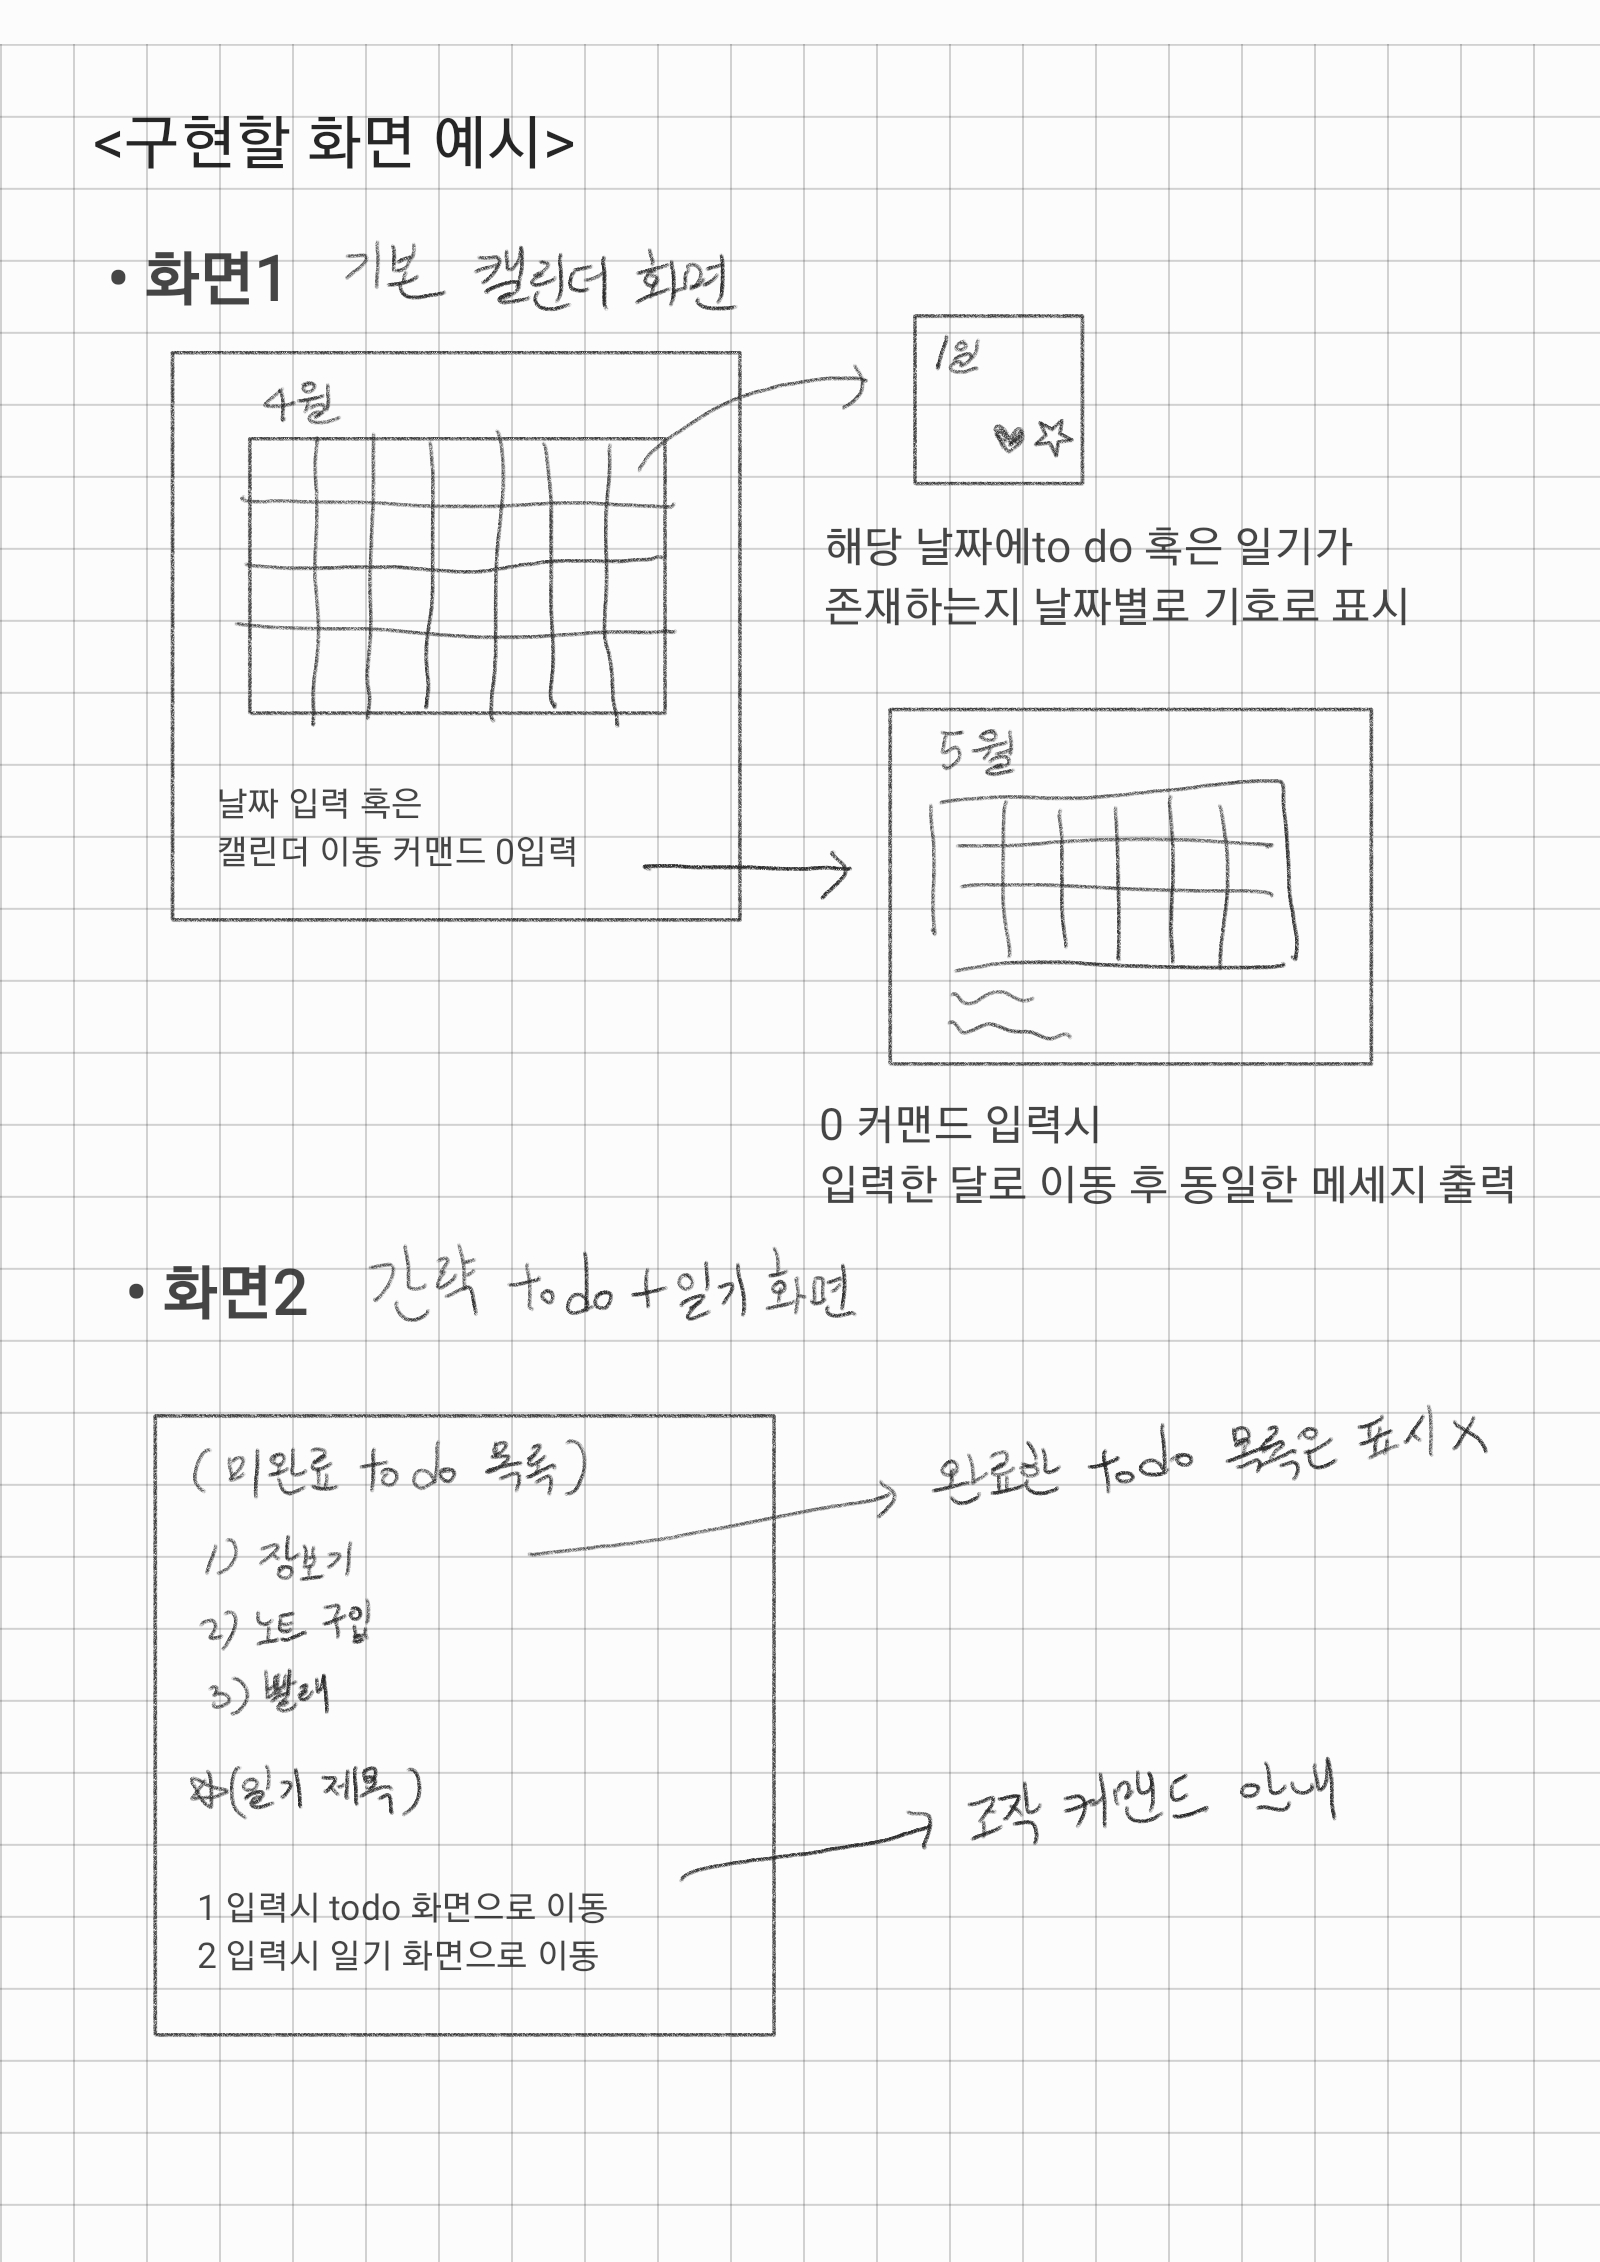 <구현할 화면 예시>
• 화면1 기본 캘린더 화면
4월
날짜 입력 혹은
캘린더 이동 커맨드 0입력
1일
해당 날짜에to do 혹은 일기가
존재하는지 날짜별로 기호로 표시
5월
0 커맨드 입력시
입력한 달로 이동 후 동일한 메세지 출력
• 화면2 간략 todo + 일기 화면
(미완료 to do 목록)
1) 장보기
2) 노트 구입
3) 빨래
(일기 제목)
1 입력시 todo 화면으로 이동
2 입력시 일기 화면으로 이동
완료한 todo 목록은 표시 X
조작 커맨드 안내